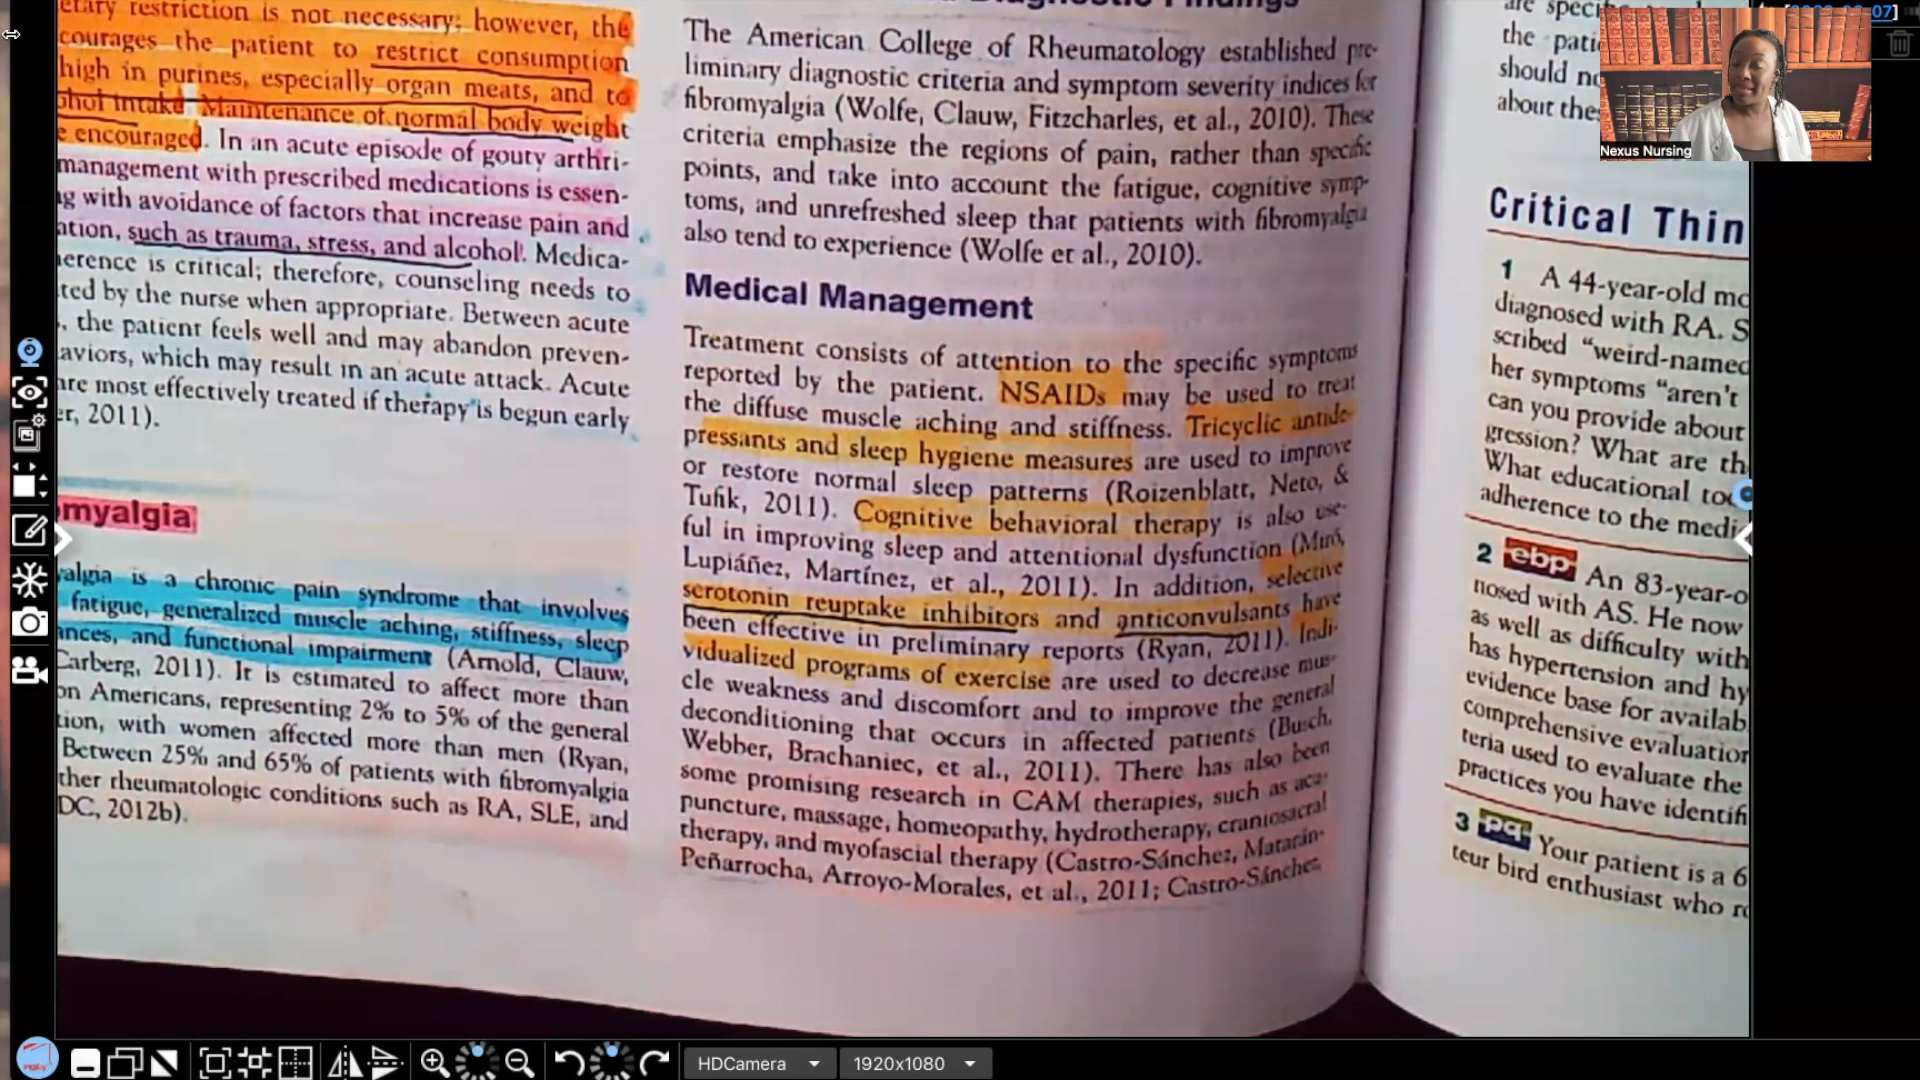 etary restriction is not necessary; however, the
courages the patient to restrict consumption
high in purines, especially organ meats, and to
ohol intake. Maintenance of normal body weight
e encouraged. In an acute episode of gouty arthri-
management with prescribed medications is essen-
ng with avoidance of factors that increase pain and
ation, such as trauma, stress, and alcohol. Medica-
erence is critical; therefore, counseling needs to
ted by the nurse when appropriate. Between acute
, the patient feels well and may abandon preven-
aviors, which may result in an acute attack. Acute
are most effectively treated if therapy is begun early
er, 2011).
omyalgia
algia is a chronic pain syndrome that involves
fatigue, generalized muscle aching, stiffness, sleep
ances, and functional impairment (Arnold, Clauw,
Carberg, 2011). It is estimated to affect more than
on Americans, representing 2% to 5% of the general
tion, with women affected more than men (Ryan,
Between 25% and 65% of patients with fibromyalgia
ther rheumatologic conditions such as RA, SLE, and
DC, 2012b).
Diagnostic Findings
The American College of Rheumatology established pre-
liminary diagnostic criteria and symptom severity indices for
fibromyalgia (Wolfe, Clauw, Fitzcharles, et al., 2010). These
criteria emphasize the regions of pain, rather than specific
points, and take into account the fatigue, cognitive symp-
toms, and unrefreshed sleep that patients with fibromyalgia
also tend to experience (Wolfe et al., 2010).
Medical Management
Treatment consists of attention to the specific symptoms
reported by the patient. NSAIDs may be used to treat
the diffuse muscle aching and stiffness. Tricyclic antide-
pressants and sleep hygiene measures are used to improve
or restore normal sleep patterns (Roizenblatt, Neto, &
Tufik, 2011). Cognitive behavioral therapy is also use-
ful in improving sleep and attentional dysfunction (Miró,
Lupiáñez, Martínez, et al., 2011). In addition, selective
serotonin reuptake inhibitors and anticonvulsants have
been effective in preliminary reports (Ryan, 2011). Indi-
vidualized programs of exercise are used to decrease mus-
cle weakness and discomfort and to improve the general
deconditioning that occurs in affected patients (Busch,
Webber, Brachaniec, et al., 2011). There has also been
some promising research in CAM therapies, such as acu-
puncture, massage, homeopathy, hydrotherapy, craniosacral
therapy, and myofascial therapy (Castro-Sánchez, Matarán-
Peñarrocha, Arroyo-Morales, et al., 2011; Castro-Sánchez,
are speci
the pati
should no
about the
Critical Thin
1 A 44-year-old mo
diagnosed with RA. S
scribed "weird-named
her symptoms "aren't
can you provide about
gression? What are th
What educational too
adherence to the medi
2 ebp An 83-year-o
nosed with AS. He now
as well as difficulty with
has hypertension and hy
evidence base for availab
comprehensive evaluation
teria used to evaluate the
practices you have identifi
3 pq Your patient is a 6
teur bird enthusiast who ro
Nexus Nursing
HDCamera
1920x1080